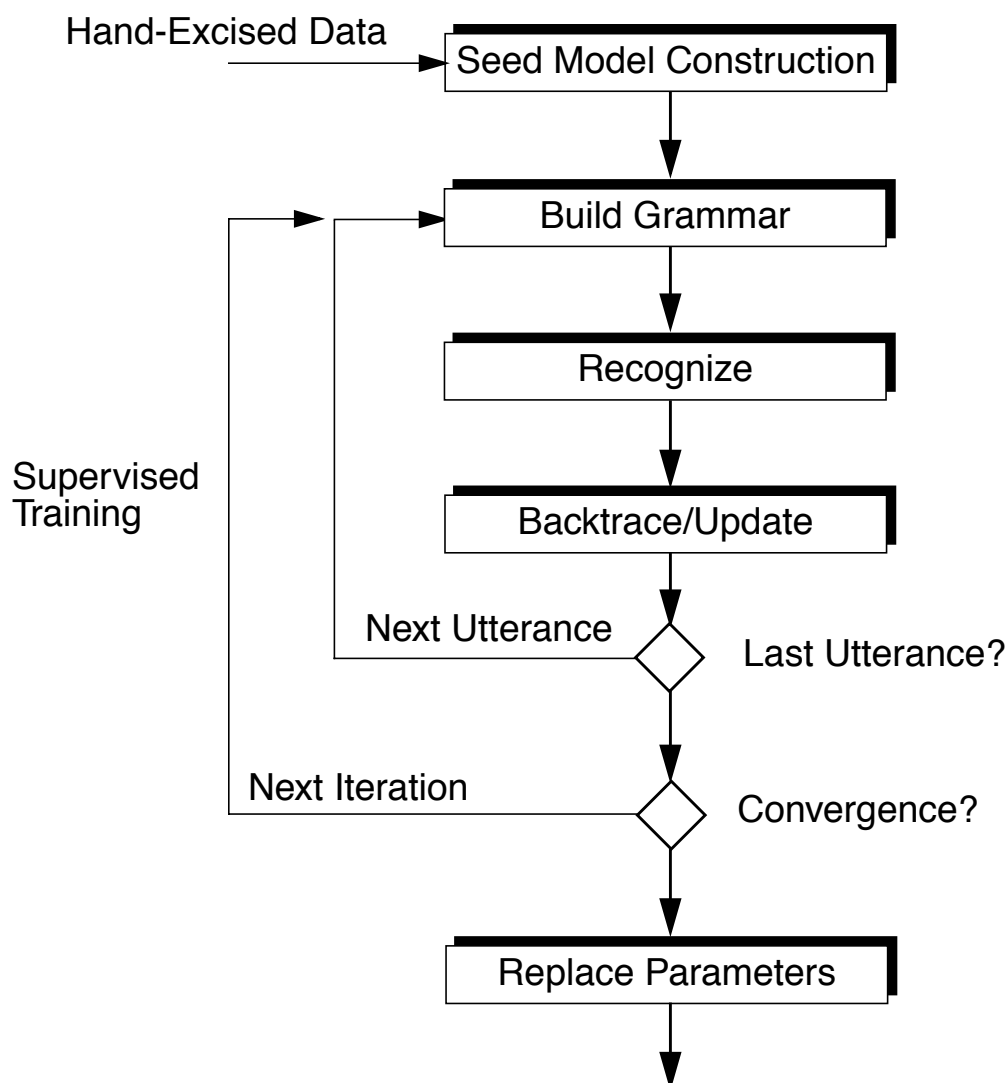 Hand-Excised Data
Seed Model Construction
Build Grammar
Recognize
Supervised
Training
Backtrace/Update
Next Utterance
Last Utterance?
Next Iteration
Convergence?
Replace Parameters